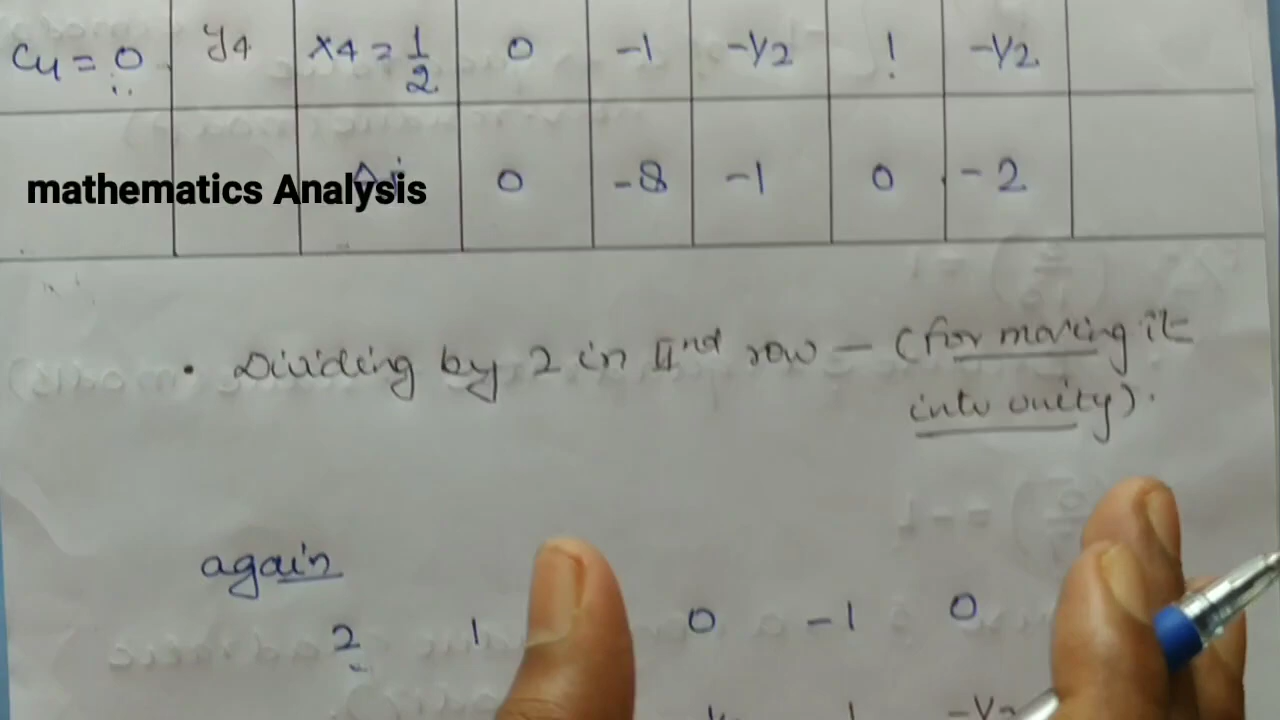 C4 = 0 y4 x4 = 1/2 0 -1 -1/2 1 -1/2
mathematics Analysis 0 -8 -1 0 -2
• Dividing by 2 in IInd row — (for making it
into unity).
again
2 1 0 -1 0